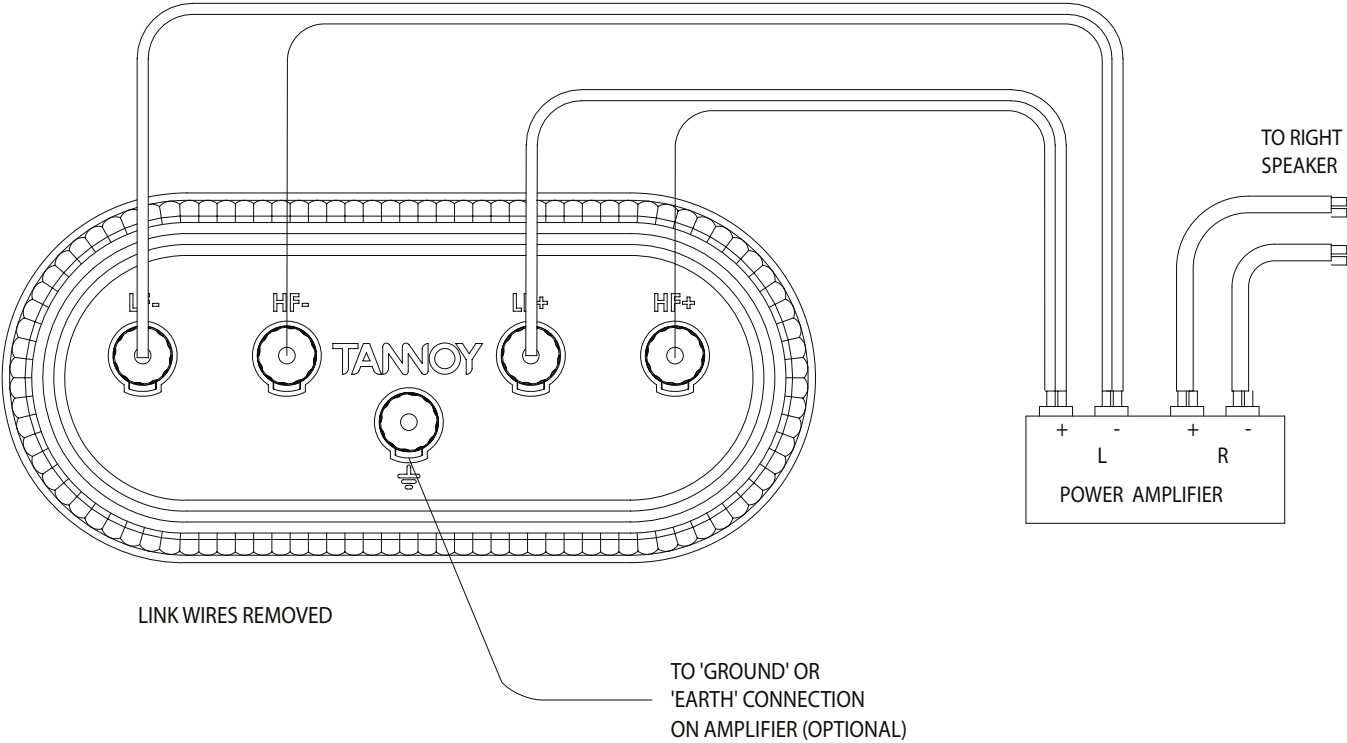 TO RIGHT
SPEAKER
LF-
HF-
LF+
HF+
TANNOY
+
-
+
-
L
R
POWER AMPLIFIER
LINK WIRES REMOVED
TO 'GROUND' OR
'EARTH' CONNECTION
ON AMPLIFIER (OPTIONAL)